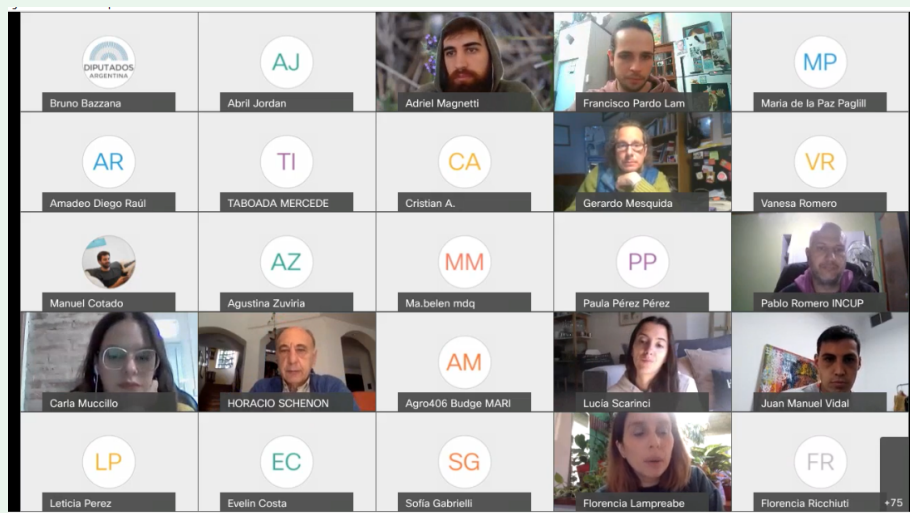 DIPUTADOS
ARGENTINA
Bruno Bazzana
AJ
Abril Jordan
Adriel Magnetti
Francisco Pardo Lam
MP
Maria de la Paz Paglill
AR
Amadeo Diego Raúl
TI
TABOADA MERCEDE
CA
Cristian A.
Gerardo Mesquida
VR
Vanesa Romero
Manuel Cotado
AZ
Agustina Zuviria
MM
Ma.belen mdq
PP
Paula Pérez Pérez
Pablo Romero INCUP
Carla Muccillo
HORACIO SCHENON
AM
Agro406 Budge MARI
Lucía Scarinci
Juan Manuel Vidal
LP
Leticia Perez
EC
Evelin Costa
SG
Sofía Gabrielli
Florencia Lampreabe
FR
Florencia Ricchiuti
+75